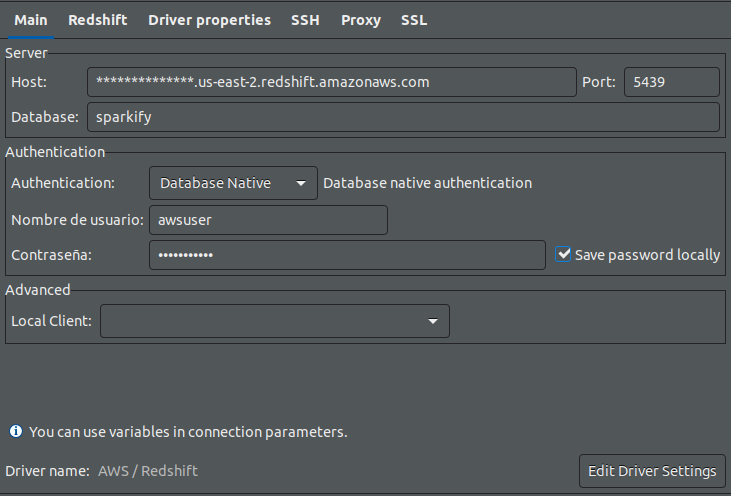 Main Redshift Driver properties SSH Proxy SSL
Server
Host: **************.us-east-2.redshift.amazonaws.com Port: 5439
Database: sparkify
Authentication
Authentication: Database Native Database native authentication
Nombre de usuario: awsuser
Contraseña: ••••••••••• Save password locally
Advanced
Local Client:
You can use variables in connection parameters.
Driver name: AWS / Redshift Edit Driver Settings